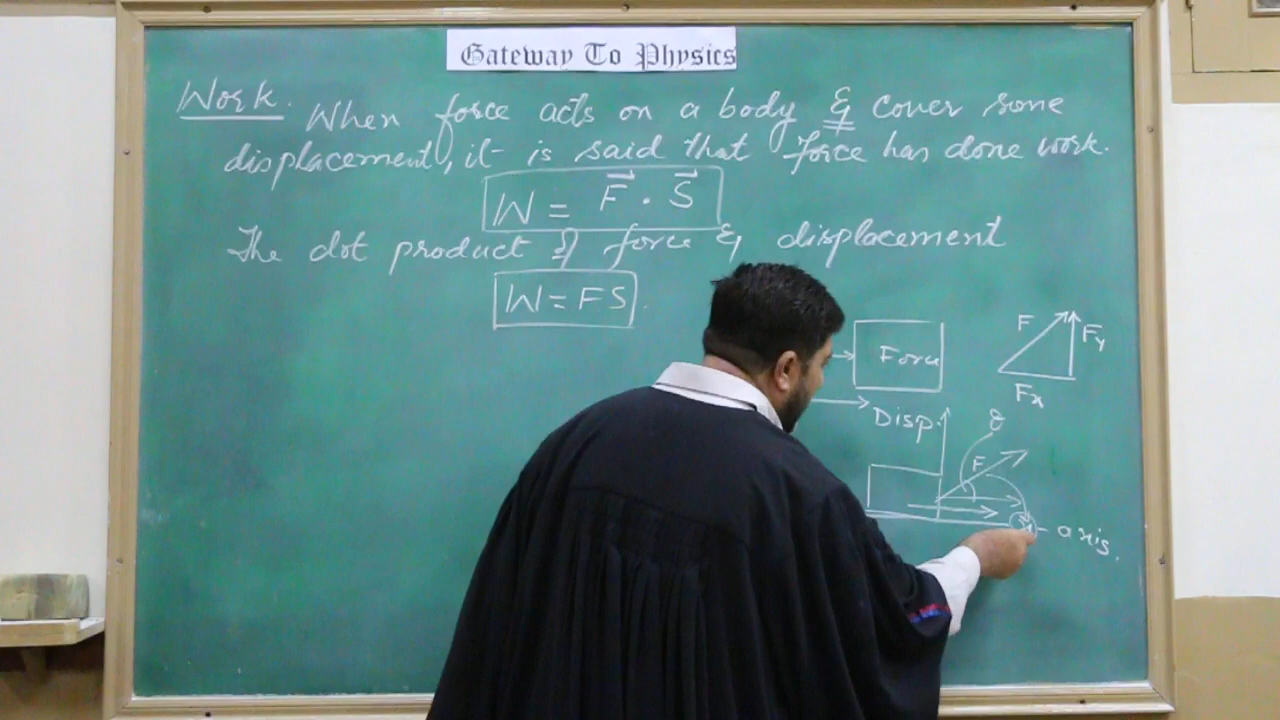 Gateway To Physics
Work. When force acts on a body & cover some
displacement, it is said that force has done work.
W = F . S
The dot product of force & displacement
W = FS.
Force
Disp.
F
Fy
Fx
θ
F
x - axis.